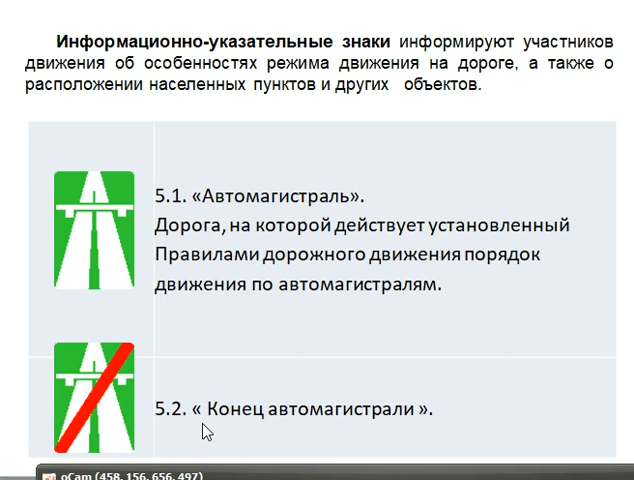 Информационно-указательные знаки информируют участников
движения об особенностях режима движения на дороге, а также о
расположении населенных пунктов и других объектов.
5.1. «Автомагистраль».
Дорога, на которой действует установленный
Правилами дорожного движения порядок
движения по автомагистралям.
5.2. « Конец автомагистрали ».
oCam (458, 156, 656, 497)